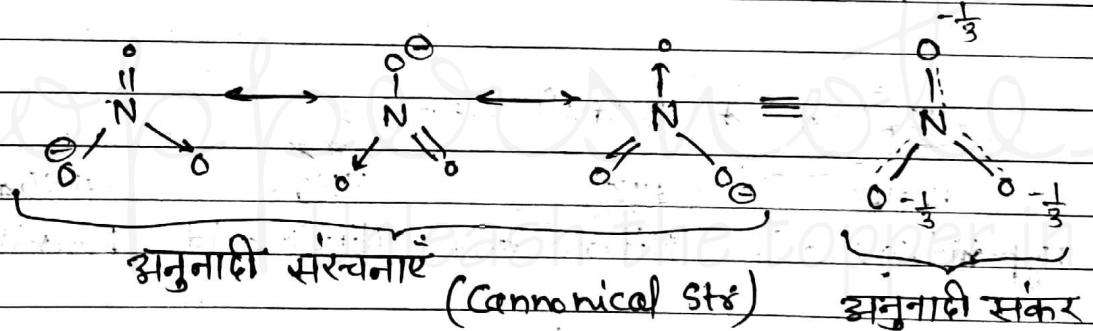 O O⊖ O O -1/3
|| | ↑
N ⟷ N ⟷ N ≡ N
⊖O O O O O O⊖ O -1/3 O -1/3
अनुनादी संरचनाएं (Cannonical Str) अनुनादी संकर